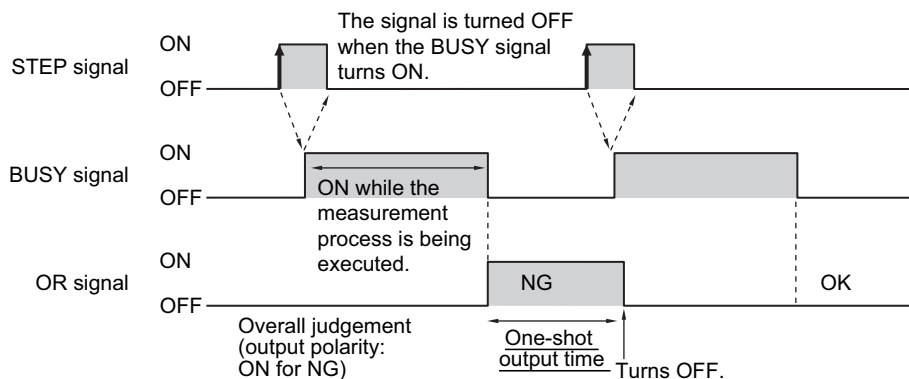 The signal is turned OFF
when the BUSY signal
turns ON.
STEP signal
ON
OFF
BUSY signal
ON
OFF
ON while the
measurement
process is being
executed.
OR signal
ON
OFF
NG
OK
Overall judgement
(output polarity:
ON for NG)
One-shot
output time
Turns OFF.